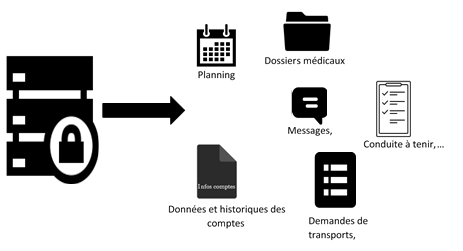 Planning
Dossiers médicaux
Messages,
Conduite à tenir,...
Infos comptes
Données et historiques des
comptes
Demandes de
transports,